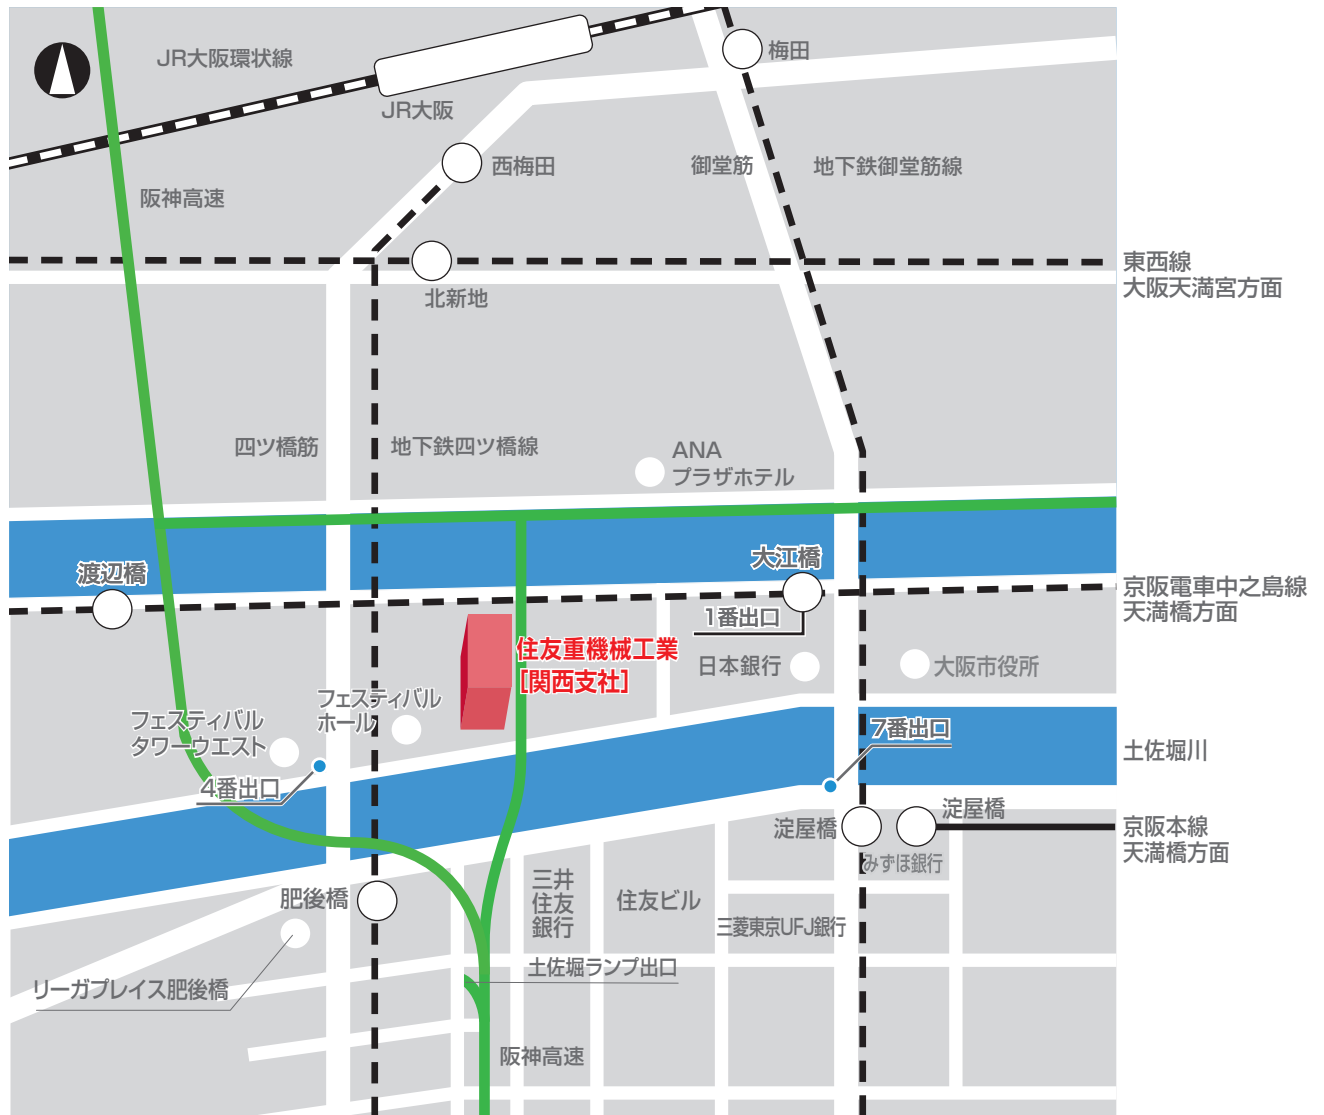 JR大阪環状線
JR大阪
梅田
西梅田
御堂筋
地下鉄御堂筋線
阪神高速
東西線
大阪天満宮方面
北新地
四ツ橋筋
地下鉄四ツ橋線
ANA
プラザホテル
渡辺橋
大江橋
京阪電車中之島線
天満橋方面
1番出口
住友重機械工業
[関西支社]
日本銀行
大阪市役所
フェスティバル
ホール
フェスティバル
タワーウエスト
4番出口
7番出口
土佐堀川
淀屋橋
淀屋橋
京阪本線
天満橋方面
みずほ銀行
肥後橋
三井
住友
銀行
住友ビル
三菱東京UFJ銀行
土佐堀ランプ出口
リーガプレイス肥後橋
阪神高速